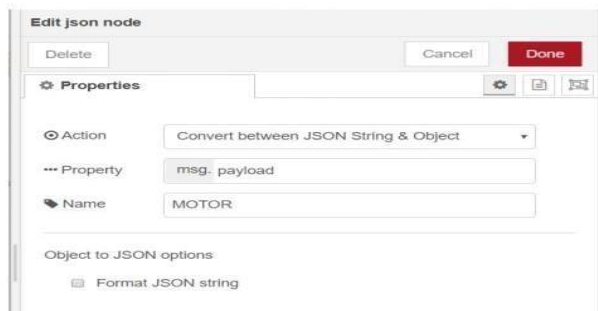 Edit json node
Delete Cancel Done
Properties
Action Convert between JSON String & Object
Property msg. payload
Name MOTOR
Object to JSON options
Format JSON string